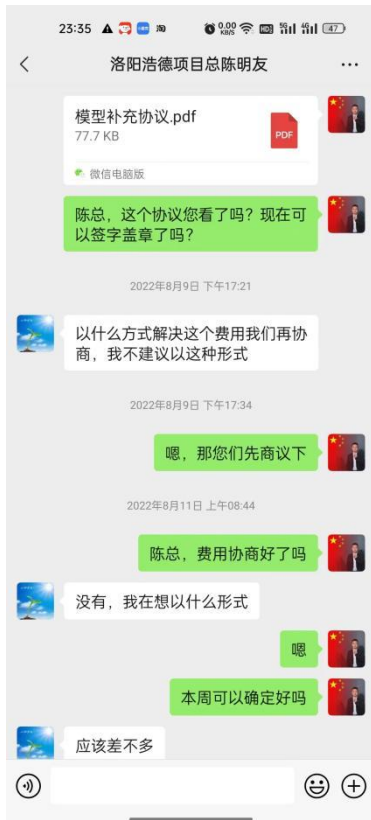 23:35
0.00
KB/S
HD
5G
5G
47
洛阳浩德项目总陈明友
模型补充协议.pdf
77.7 KB
PDF
微信电脑版
陈总，这个协议您看了吗？现在可
以签字盖章了吗？
2022年8月9日 下午17:21
以什么方式解决这个费用我们再协
商，我不建议以这种形式
2022年8月9日 下午17:34
嗯，那您们先商议下
2022年8月11日 上午08:44
陈总，费用协商好了吗
没有，我在想以什么形式
嗯
本周可以确定好吗
应该差不多